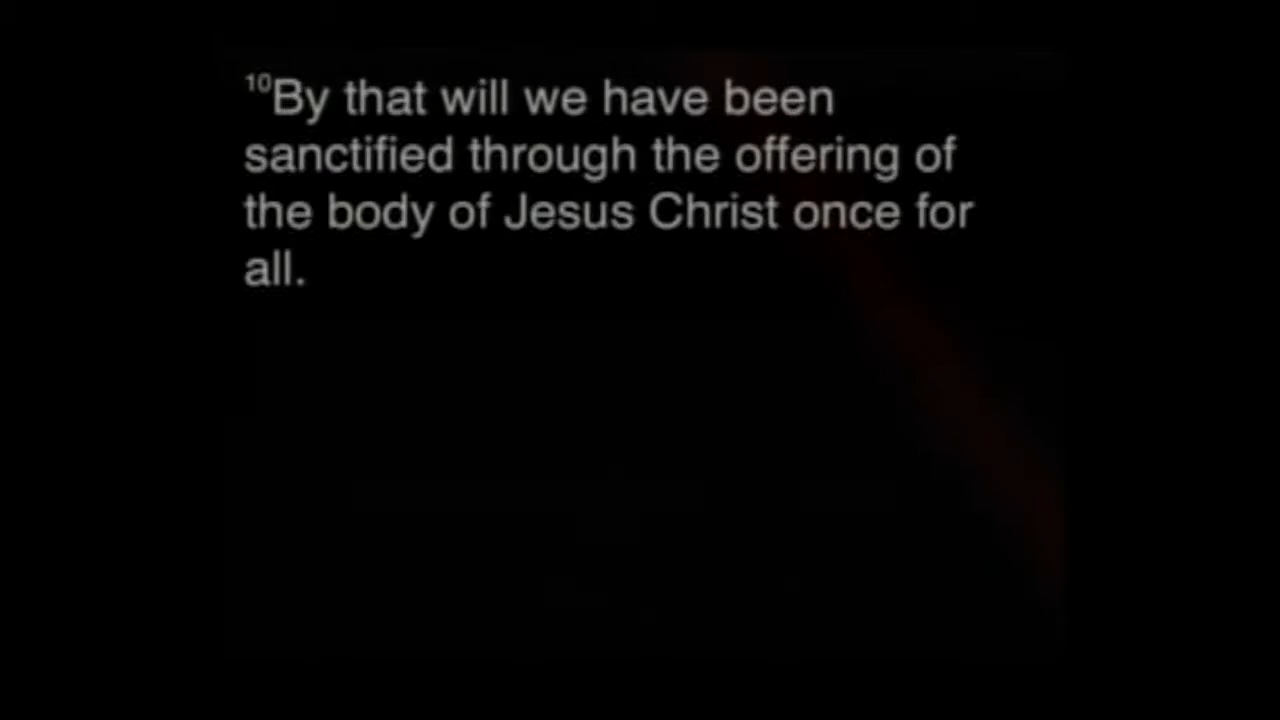 10By that will we have been
sanctified through the offering of
the body of Jesus Christ once for
all.